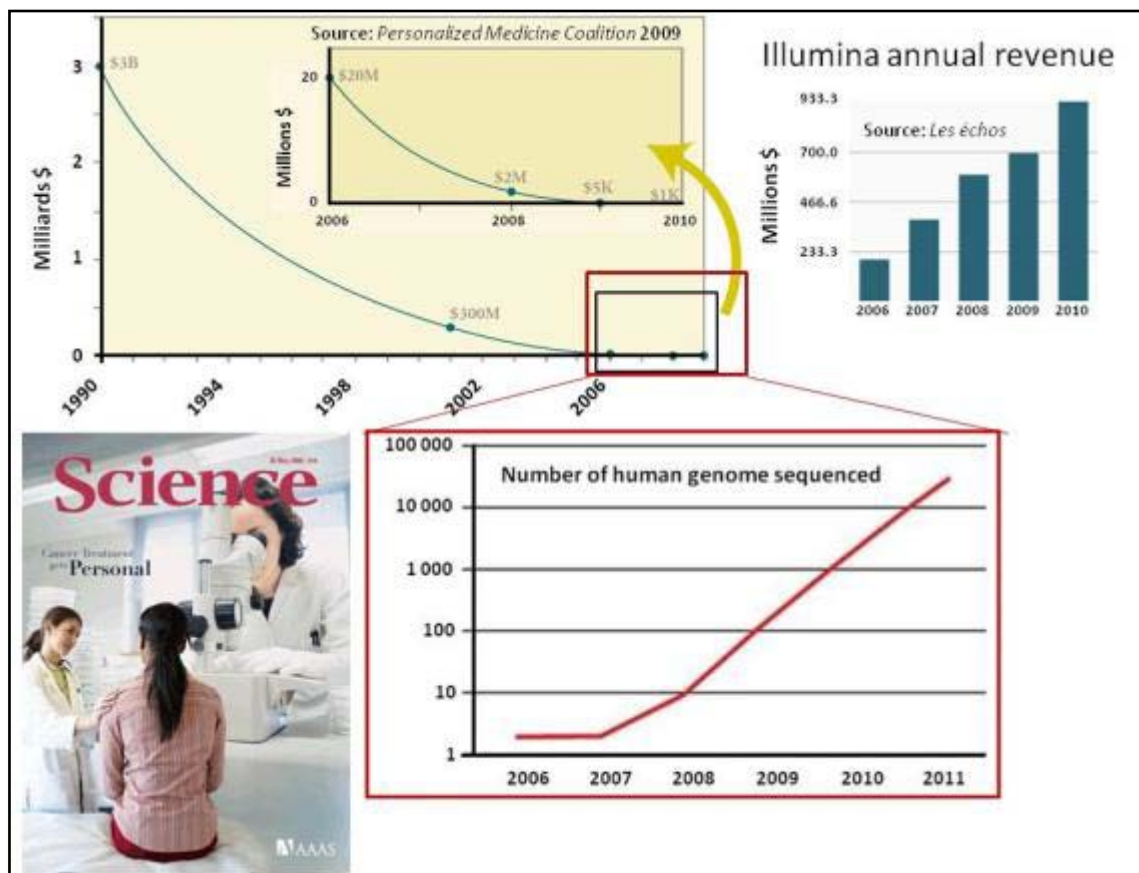 Source: Personalized Medicine Coalition 2009
Millions $
20
0
$20M
$2M
$5K
$1K
2006
2008
2010
Milliards $
3
2
1
0
$3B
$300M
1990
1994
1998
2002
2006
Illumina annual revenue
Source: Les échos
Millions $
933.3
700.0
466.6
233.3
2006 2007 2008 2009 2010
Science
Cancer Treatment
gets Personal
AAAS
Number of human genome sequenced
100 000
10 000
1 000
100
10
1
2006 2007 2008 2009 2010 2011